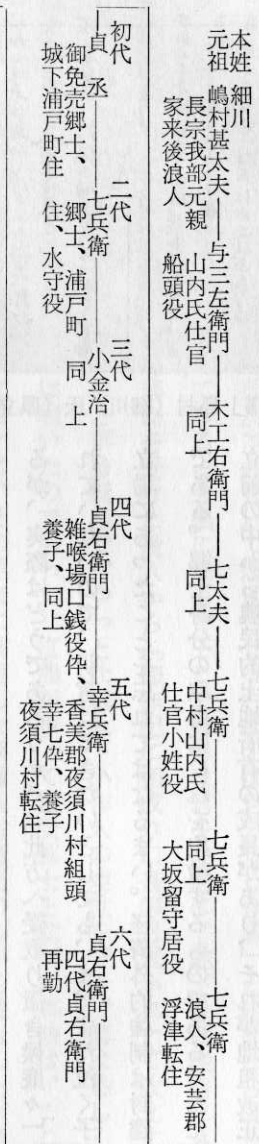 本姓 細川
元祖 嶋村甚太夫――与三左衛門――木工右衛門――七太夫――七兵衛――七兵衛――七兵衛
長宗我部元親 山内氏仕官 同上 同上 中村山内氏 同上 浪人、安芸郡
家来後浪人 船頭役 仕官小姓役 大坂留守居役 浮津転住
初代 二代 三代 四代 五代 六代
貞丞――七兵衛――小金治――貞右衛門――幸兵衛――貞右衛門
御免売郷士、 郷士、浦戸町 同上 雑喉場口銭役伜、 香美郡夜須川村組頭 四代貞右衛門
城下浦戸町住 住、水守役 養子、同上 幸七伜、養子 再勤
夜須川村転住